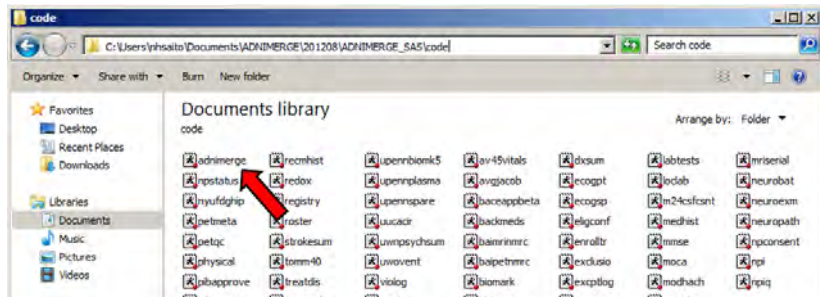 code
C:\Users\nhsaito\Documents\ADNIMERGE\201208\ADNIMERGE_SAS\code
Search code
Organize Share with Burn New folder
Favorites
Desktop
Recent Places
Downloads
Libraries
Documents
Music
Pictures
Videos
Documents library
code
Arrange by: Folder
adnimerge recmhist upennbiomk5 av45vitals dxsum labtests mriserial
npstatus redox upennplasma avgjacob ecogpt loclab neurobat
nyufdghip registry upennspare baceappbeta ecogsp m24csfcsnt neuroexm
petmeta roster uucacir backmeds eligconf medhist neuropath
petqc strokesum uwnpsychsum baimrinmrc enrolltr mmse npconsent
physical tomm40 uwovent baipetnmrc exclusio moca npi
pibapprove treatdis violog biomark exceptlog modhach npiq